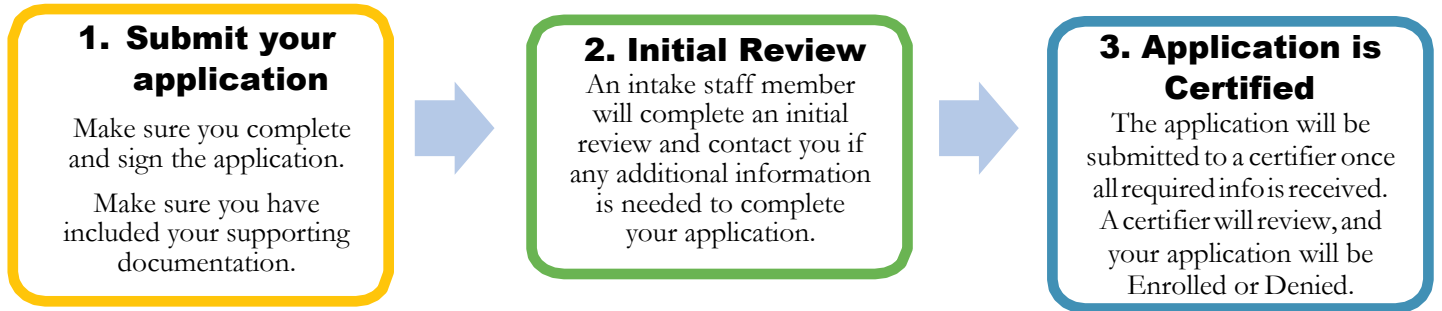 1. Submit your
application
Make sure you complete
and sign the application.
Make sure you have
included your supporting
documentation.
2. Initial Review
An intake staff member
will complete an initial
review and contact you if
any additional information
is needed to complete
your application.
3. Application is
Certified
The application will be
submitted to a certifier once
all required info is received.
A certifier will review, and
your application will be
Enrolled or Denied.